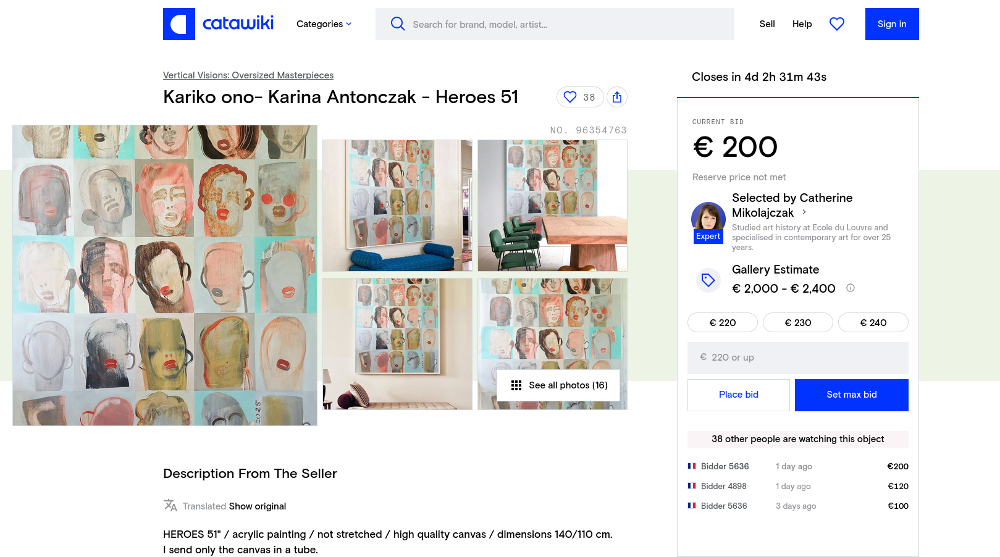 catawiki
Categories
Search for brand, model, artist...
Sell
Help
Sign in
Vertical Visions: Oversized Masterpieces
Kariko ono- Karina Antonczak - Heroes 51
38
NO. 96354763
2025
See all photos (16)
Description From The Seller
Translated Show original
HEROES 51" / acrylic painting / not stretched / high quality canvas / dimensions 140/110 cm.
I send only the canvas in a tube.
Closes in 4d 2h 31m 43s
CURRENT BID
€ 200
Reserve price not met
Selected by Catherine
Mikolajczak
Expert
Studied art history at Ecole du Louvre and
specialised in contemporary art for over 25
years.
Gallery Estimate
€ 2,000 - € 2,400
€ 220
€ 230
€ 240
€ 220 or up
Place bid
Set max bid
38 other people are watching this object
Bidder 5636 1 day ago €200
Bidder 4898 1 day ago €120
Bidder 5636 3 days ago €100